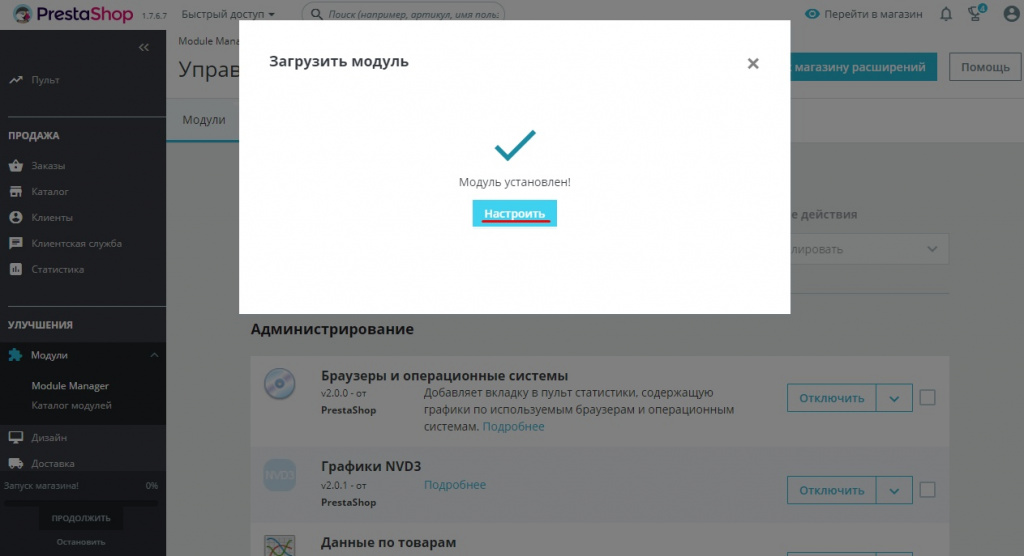 PrestaShop 1.7.6.7 Быстрый доступ Поиск (например, артикул, имя поль: Перейти в магазин 4
Module Mana
Управ магазину расширений Помощь
Загрузить модуль
Пульт
Модули
ПРОДАЖА
Заказы
Каталог
Клиенты
Клиентская служба
Статистика
Модуль установлен!
Настроить
е действия
лировать
УЛУЧШЕНИЯ
Модули
Module Manager
Каталог модулей
Дизайн
Доставка
Запуск магазина! 0%
ПРОДОЛЖИТЬ
Остановить
Администрирование
Браузеры и операционные системы
v2.0.0 - от
PrestaShop
Добавляет вкладку в пульт статистики, содержащую
графики по используемым браузерам и операционным
системам. Подробнее
Отключить
NVD3
Графики NVD3
v2.0.1 - от
PrestaShop
Подробнее
Отключить
Данные по товарам